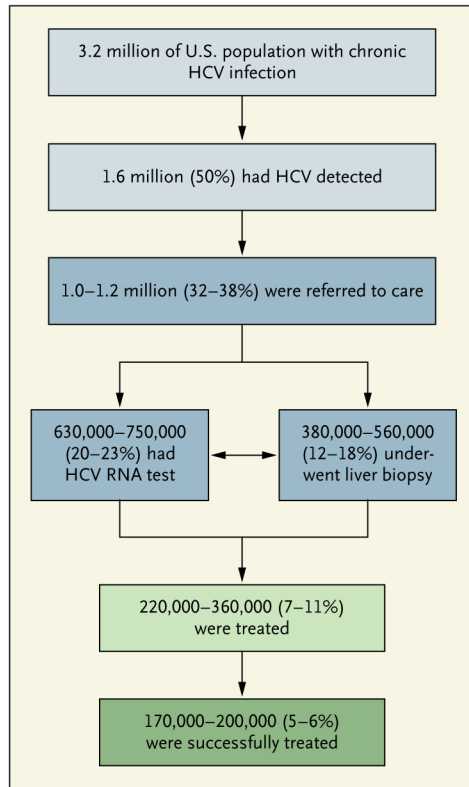 3.2 million of U.S. population with chronic
HCV infection
1.6 million (50%) had HCV detected
1.0–1.2 million (32–38%) were referred to care
630,000–750,000
(20–23%) had
HCV RNA test
380,000–560,000
(12–18%) under-
went liver biopsy
220,000–360,000 (7–11%)
were treated
170,000–200,000 (5–6%)
were successfully treated